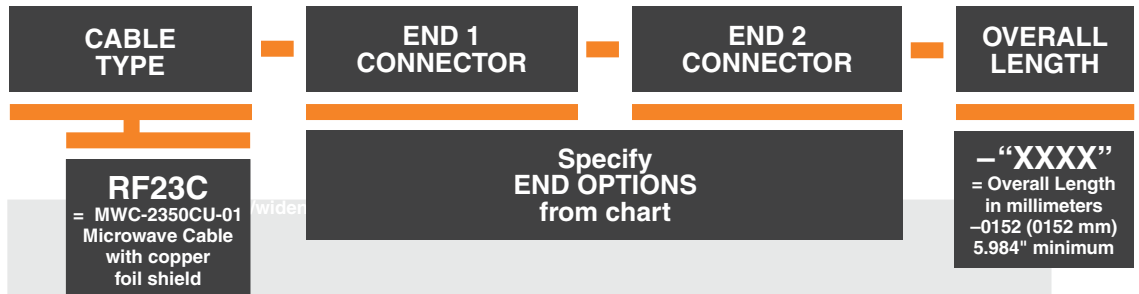 CABLE
TYPE
END 1
CONNECTOR
END 2
CONNECTOR
OVERALL
LENGTH
RF23C
= MWC-2350CU-01
Microwave Cable
with copper
foil shield
/widen
Specify
END OPTIONS
from chart
–“XXXX”
= Overall Length
in millimeters
–0152 (0152 mm)
5.984" minimum